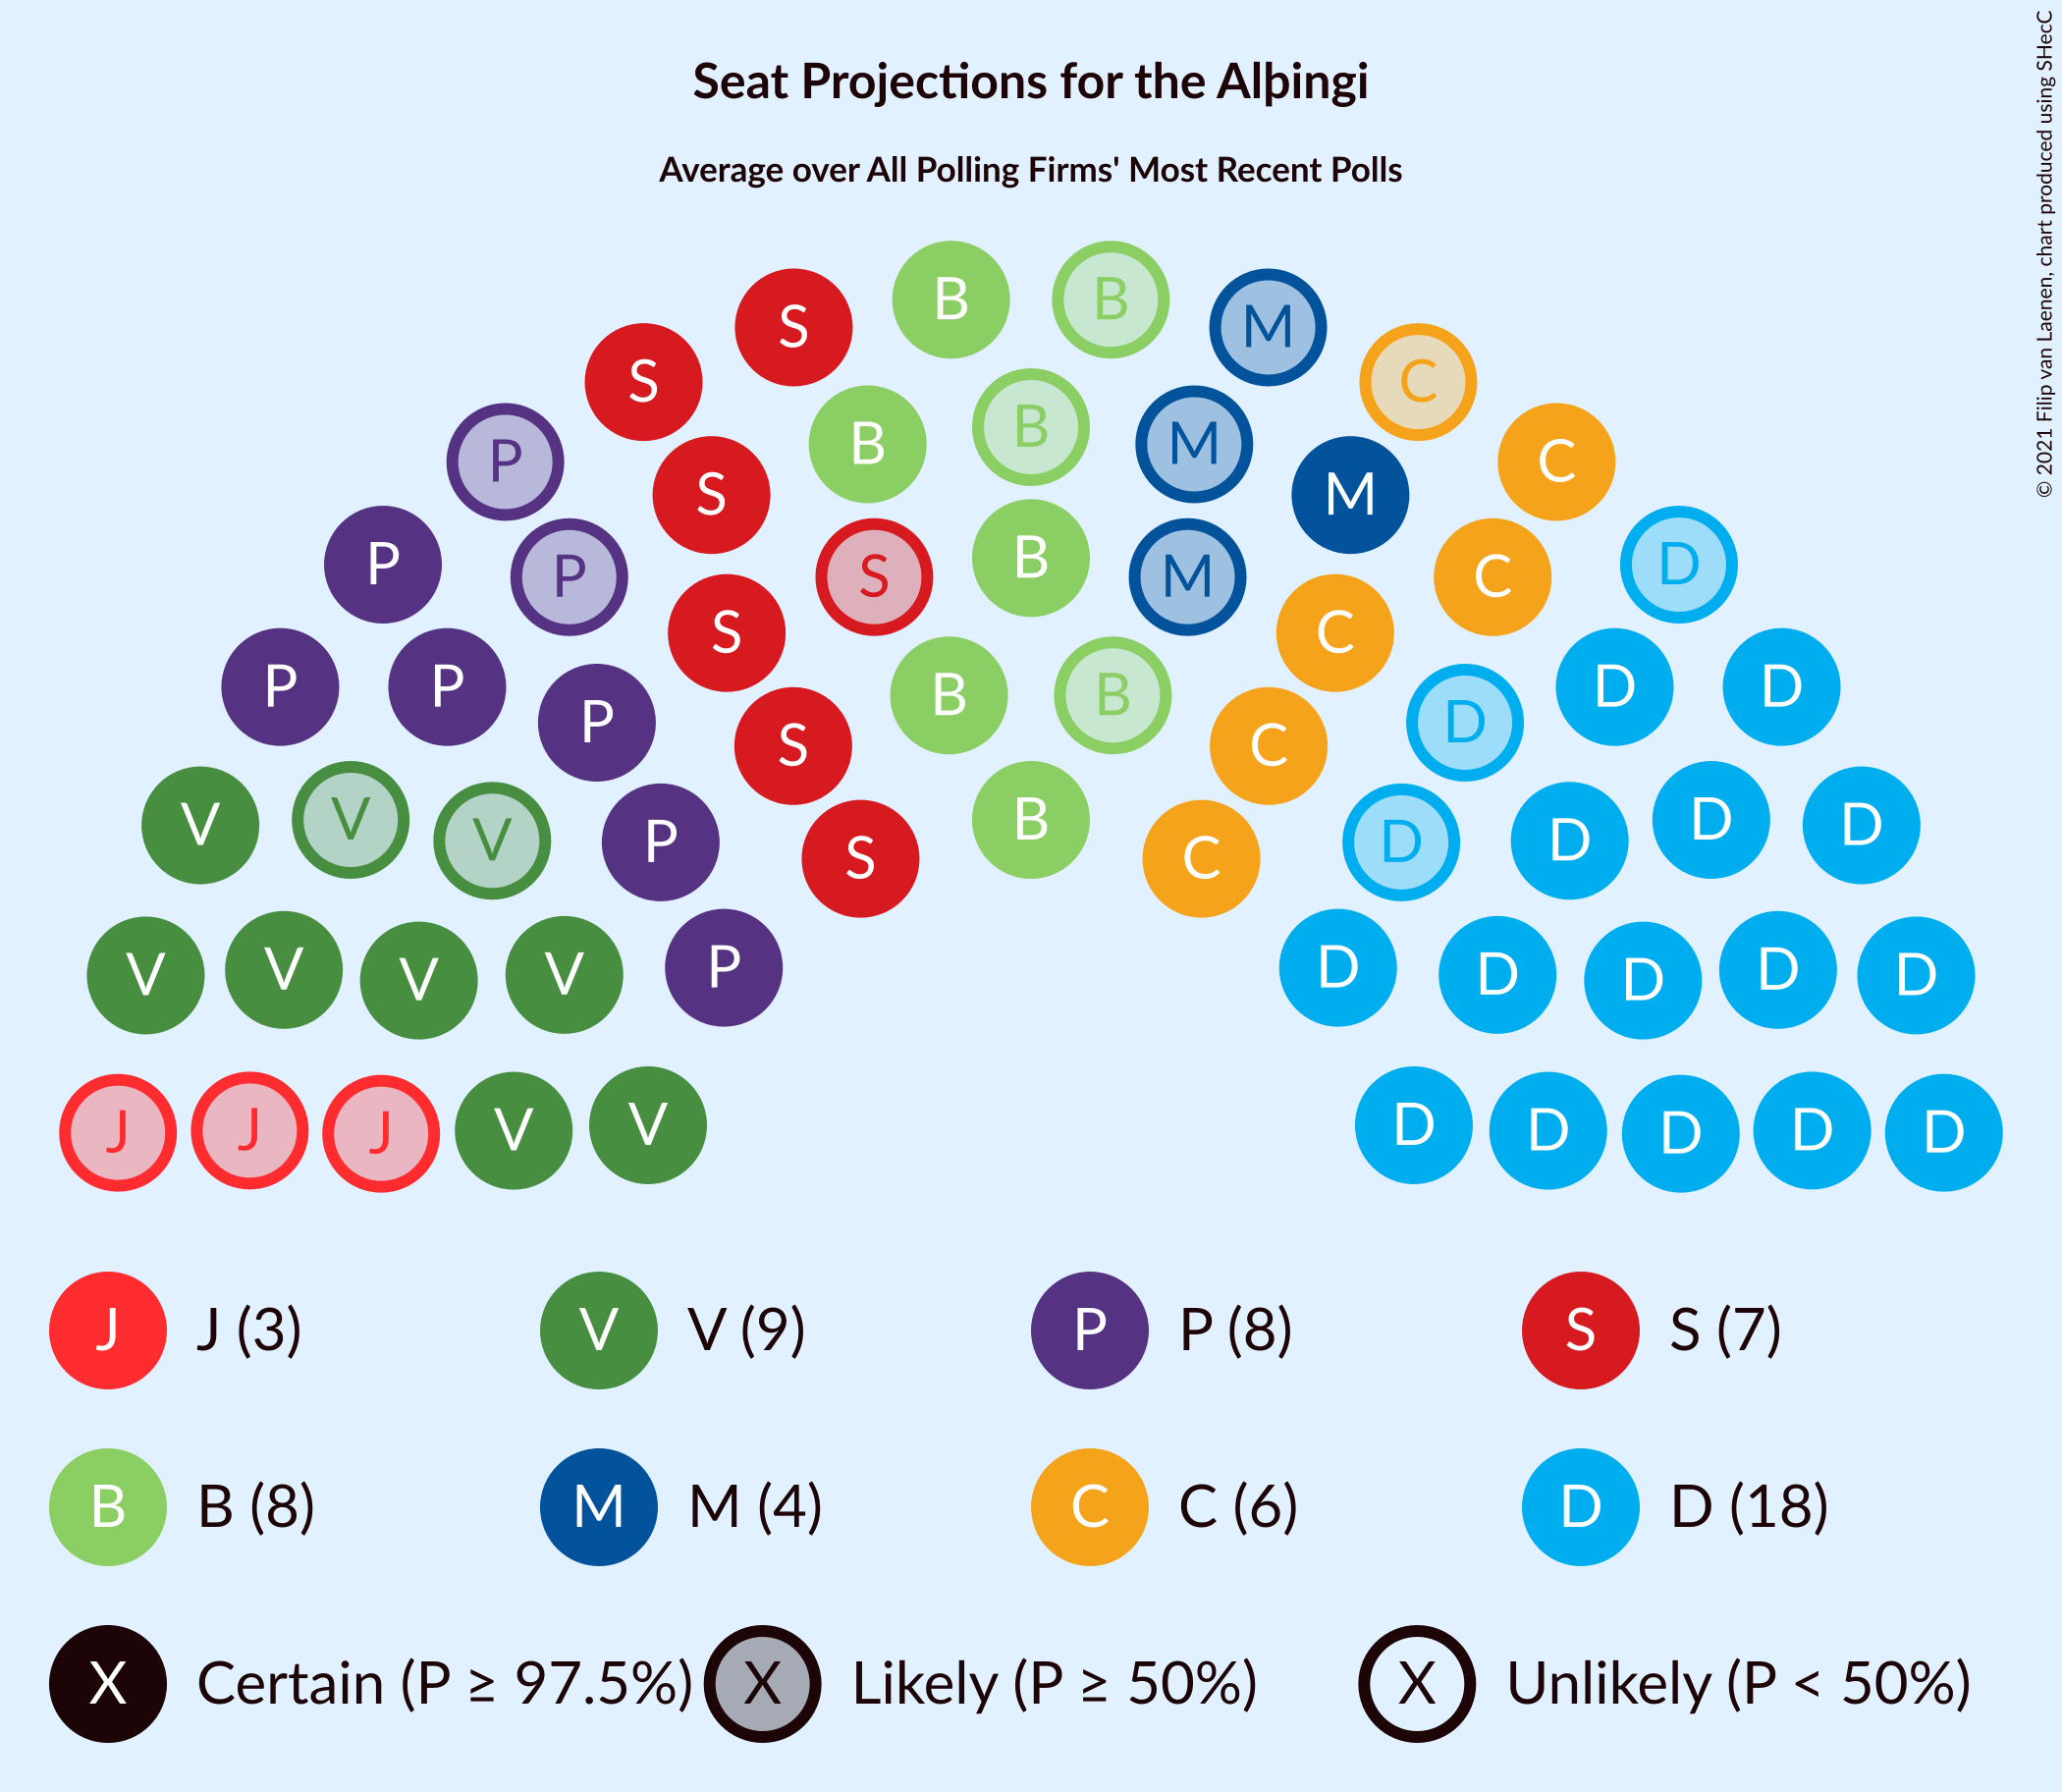 Seat Projections for the Alþingi
Average over All Polling Firms' Most Recent Polls
© 2021 Filip van Laenen, chart produced using SHecC
B B
S M
S C
B M
P B C
S M
P D
P S M C
B
S C
P P D D
P D
S B B C
V V V P B D D D D
S C
V V V V P D D D D D
J J J V V D D D D D
J J (3) V V (9) P P (8) S S (7)
B B (8) M M (4) C C (6) D D (18)
X Certain (P ≥ 97.5%) X Likely (P ≥ 50%) X Unlikely (P < 50%)